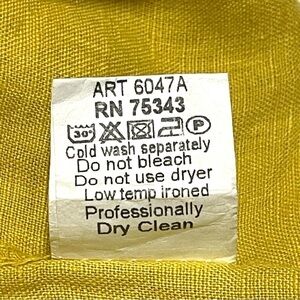 ART 6047A
RN 75343
30° P
Cold wash separately
Do not bleach
Do not use dryer
Low temp ironed
Professionally
Dry Clean